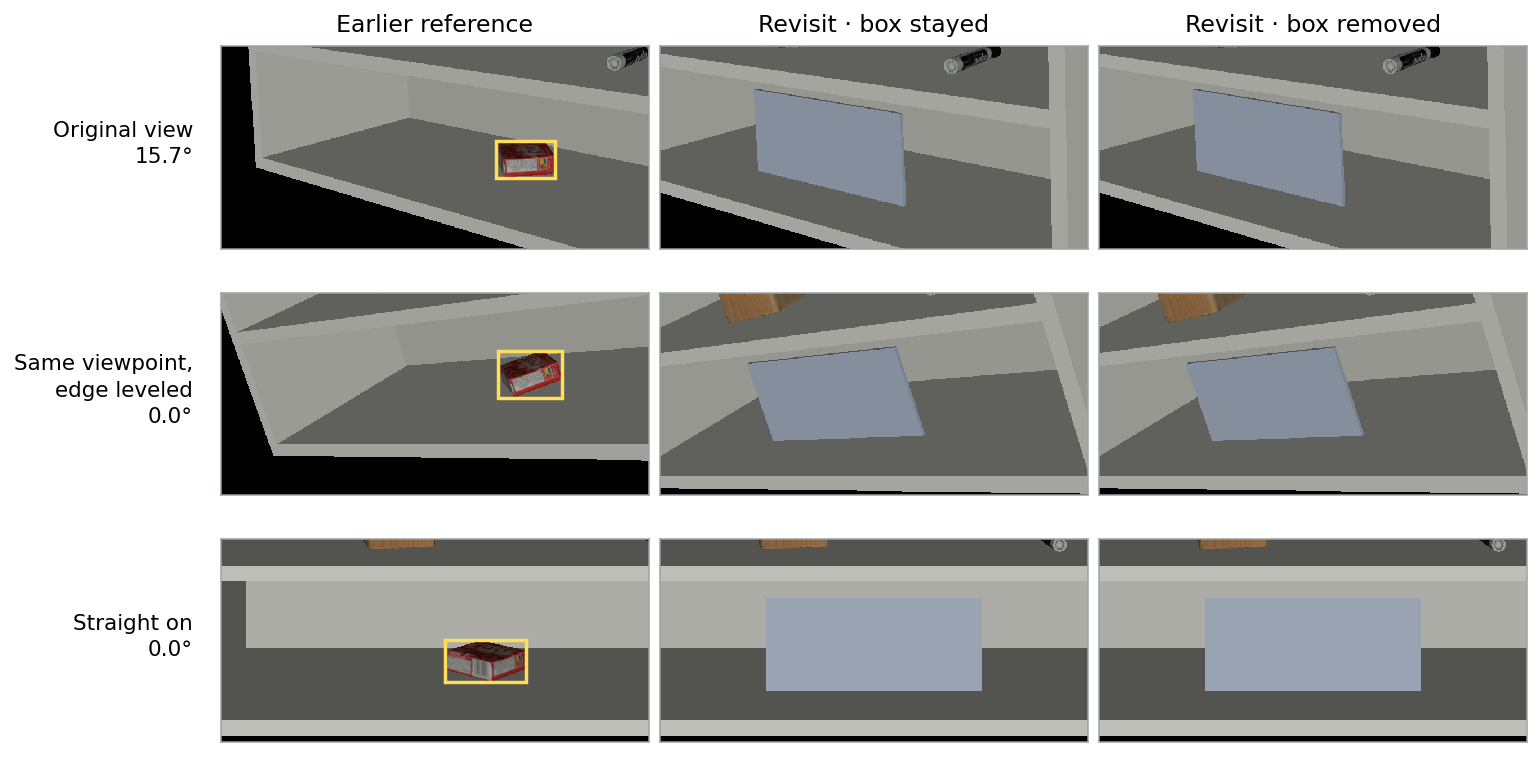 Earlier reference
Revisit · box stayed
Revisit · box removed
Original view
15.7°
Same viewpoint,
edge leveled
0.0°
Straight on
0.0°